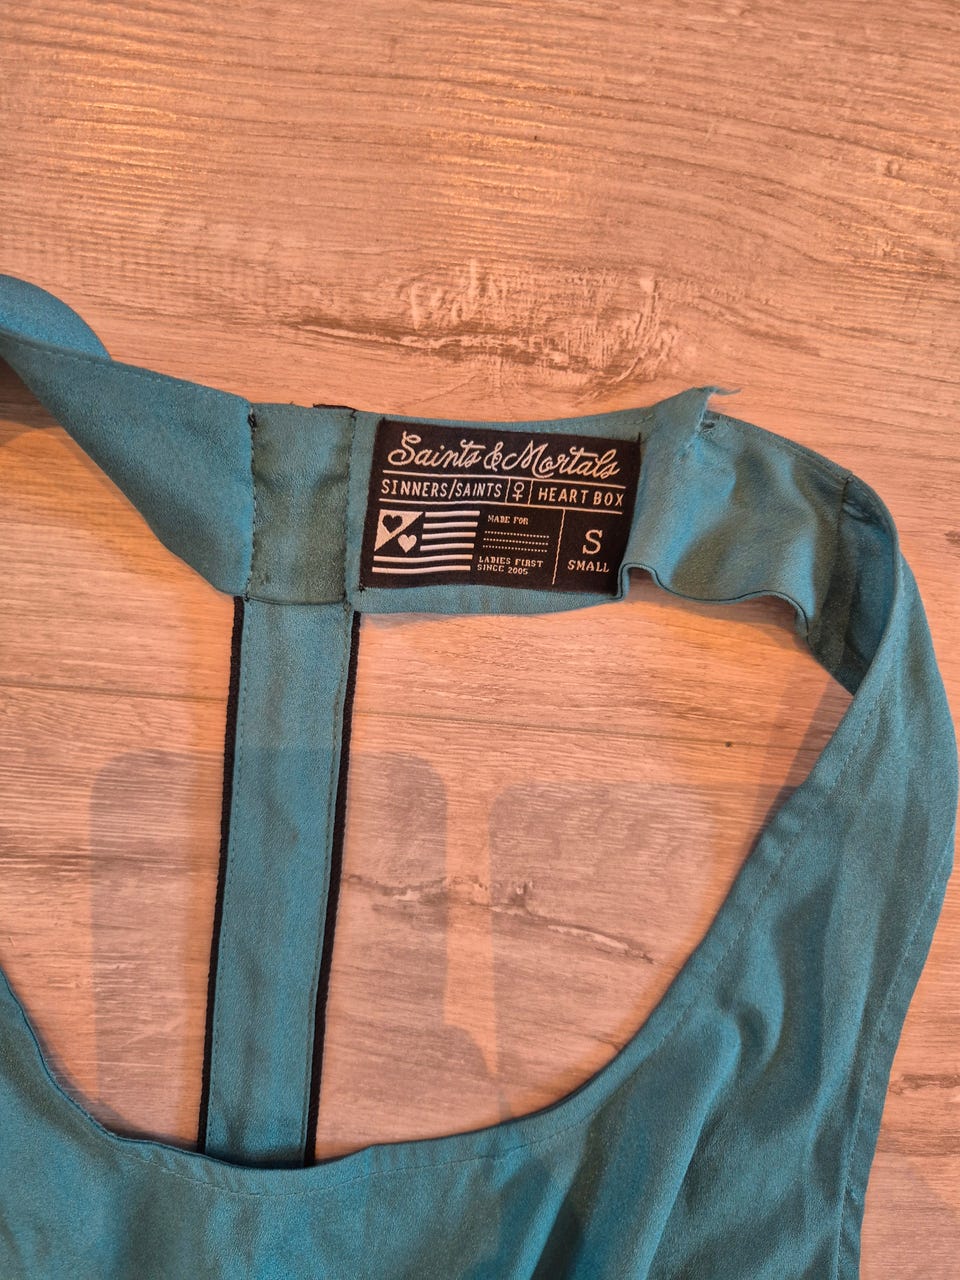 Saints & Mortals
SINNERS/SAINTS ♀ HEART BOX
MADE FOR
LADIES FIRST
SINCE 2005
S
SMALL